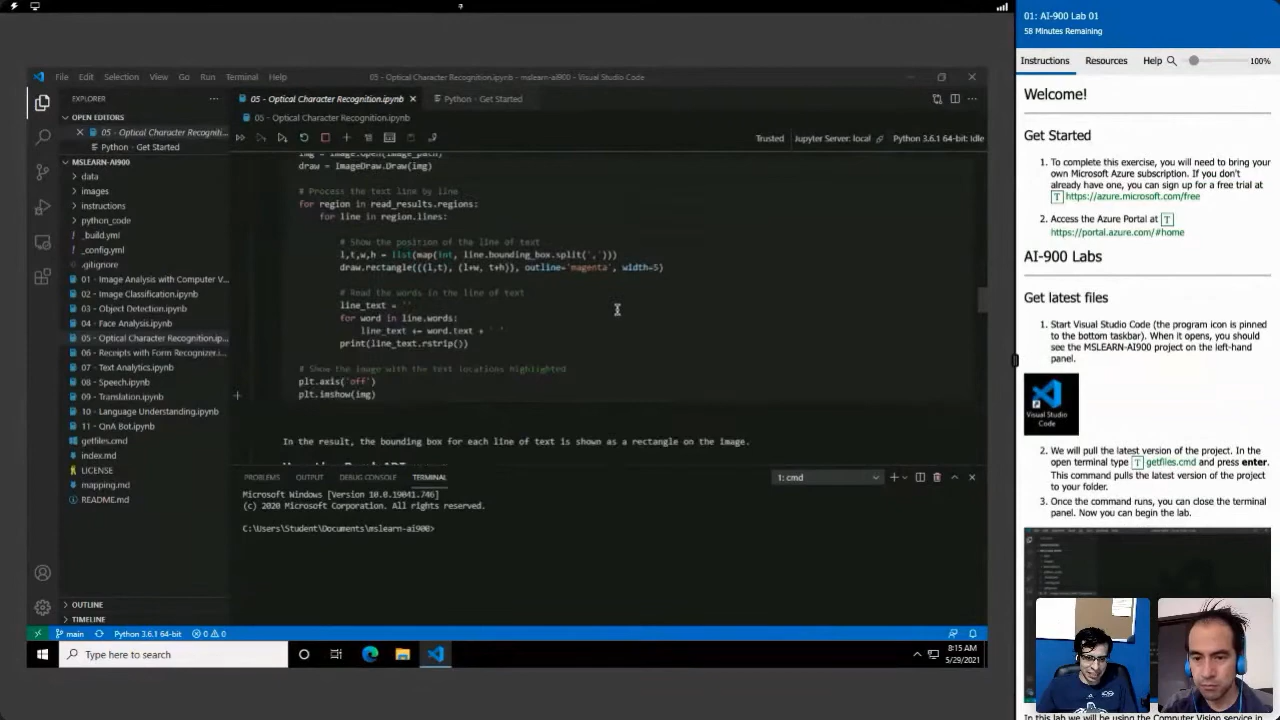 01: AI-900 Lab 01
58 Minutes Remaining
File Edit Selection View Go Run Terminal Help
05 - Optical Character Recognition.ipynb - mslearn-ai900 - Visual Studio Code
Instructions Resources Help 100%
EXPLORER
05 - Optical Character Recognition.ipynb
Python · Get Started
OPEN EDITORS
05 - Optical Character Recogniti...
Python · Get Started
05 - Optical Character Recognition.ipynb
Trusted Jupyter Server: local Python 3.6.1 64-bit: Idle
MSLEARN-AI900
data
images
instructions
python_code
_build.yml
_config.yml
.gitignore
01 - Image Analysis with Computer V...
02 - Image Classification.ipynb
03 - Object Detection.ipynb
04 - Face Analysis.ipynb
05 - Optical Character Recognition.ip...
06 - Receipts with Form Recognizer.i...
07 - Text Analytics.ipynb
08 - Speech.ipynb
09 - Translation.ipynb
10 - Language Understanding.ipynb
11 - QnA Bot.ipynb
getfiles.cmd
index.md
LICENSE
mapping.md
README.md
OUTLINE
TIMELINE
img = Image.open(image_path)
draw = ImageDraw.Draw(img)
# Process the text line by line
for region in read_results.regions:
for line in region.lines:
# Show the position of the line of text
l,t,w,h = list(map(int, line.bounding_box.split(',')))
draw.rectangle(((l,t), (l+w, t+h)), outline='magenta', width=5)
# Read the words in the line of text
line_text = ''
for word in line.words:
line_text += word.text + ' '
print(line_text.rstrip())
# Show the image with the text locations highlighted
plt.axis('off')
plt.imshow(img)
In the result, the bounding box for each line of text is shown as a rectangle on the image.
PROBLEMS OUTPUT DEBUG CONSOLE TERMINAL
1: cmd
Microsoft Windows [Version 10.0.19041.746]
(c) 2020 Microsoft Corporation. All rights reserved.
C:\Users\Student\Documents\mslearn-ai900>
main Python 3.6.1 64-bit 0 0
Type here to search
8:15 AM
5/29/2021
Welcome!
Get Started
1. To complete this exercise, you will need to bring your
own Microsoft Azure subscription. If you don't
already have one, you can sign up for a free trial at
T https://azure.microsoft.com/free
2. Access the Azure Portal at T
https://portal.azure.com/#home
AI-900 Labs
Get latest files
1. Start Visual Studio Code (the program icon is pinned
to the bottom taskbar). When it opens, you should
see the MSLEARN-AI900 project on the left-hand
panel.
Visual Studio
Code
2. We will pull the latest version of the project. In the
open terminal type T getfiles.cmd and press enter.
This command pulls the latest version of the project
to your folder.
3. Once the command runs, you can close the terminal
panel. Now you can begin the lab.
In this lab we will be using the Computer Vision service in